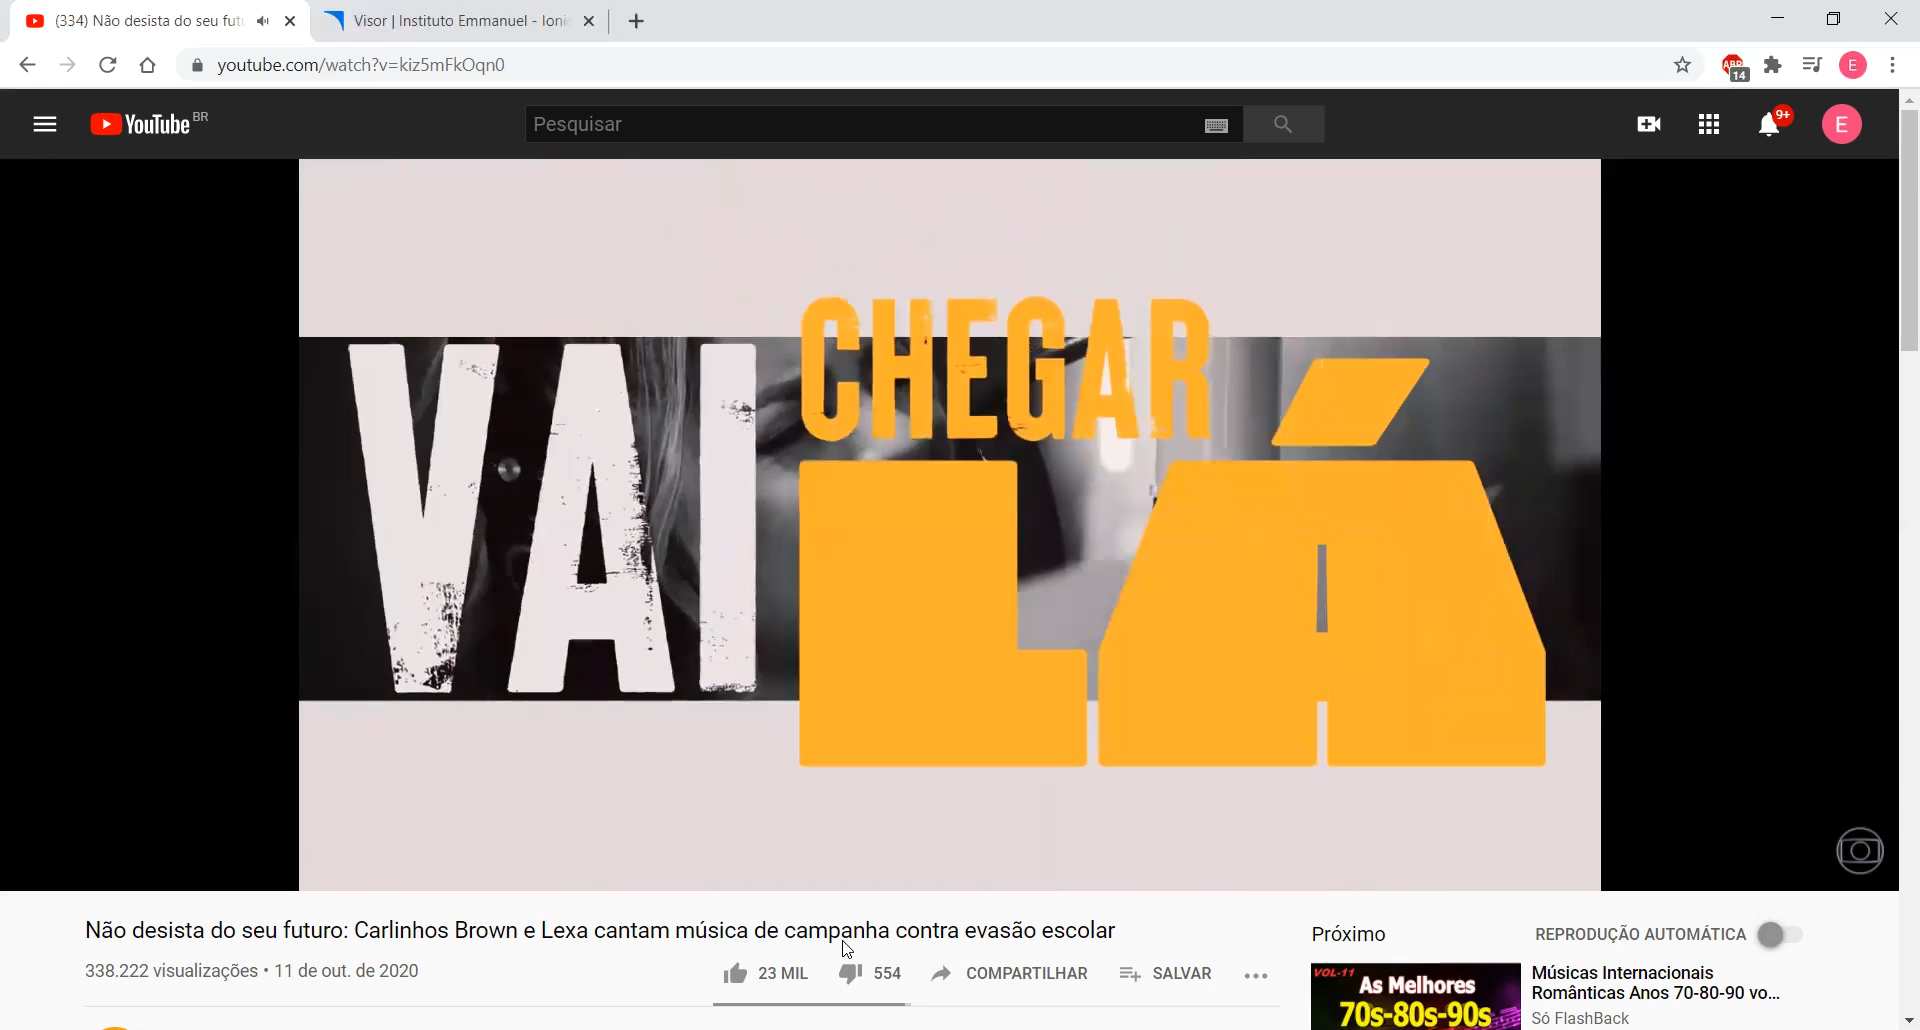 (334) Não desista do seu futu
Visor | Instituto Emmanuel - Ioni
youtube.com/watch?v=kiz5mFkOqn0
ABP
14
E
YouTube BR
Pesquisar
9+
E
VAI
CHEGAR
LÁ
Não desista do seu futuro: Carlinhos Brown e Lexa cantam música de campanha contra evasão escolar
338.222 visualizações • 11 de out. de 2020
23 MIL
554
COMPARTILHAR
SALVAR
Próximo
REPRODUÇÃO AUTOMÁTICA
VOL-11
As Melhores
70s-80s-90s
Músicas Internacionais
Românticas Anos 70-80-90 vo...
Só FlashBack